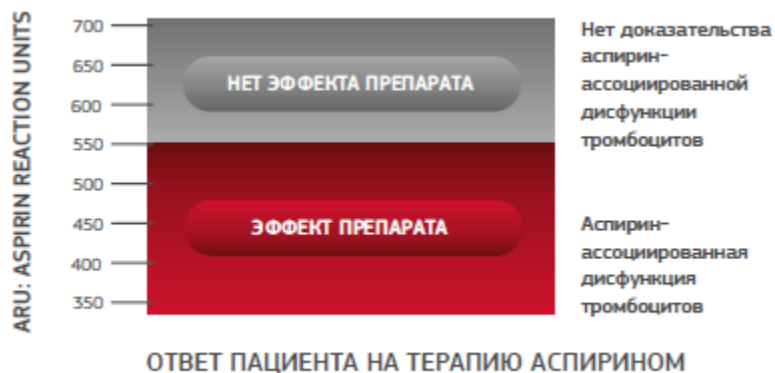 ARU: ASPIRIN REACTION UNITS
700
650
600
550
500
450
400
350
НЕТ ЭФФЕКТА ПРЕПАРАТА
ЭФФЕКТ ПРЕПАРАТА
Нет доказательства
аспирин-
ассоциированной
дисфункции
тромбоцитов
Аспирин-
ассоциированная
дисфункция
тромбоцитов
ОТВЕТ ПАЦИЕНТА НА ТЕРАПИЮ АСПИРИНОМ